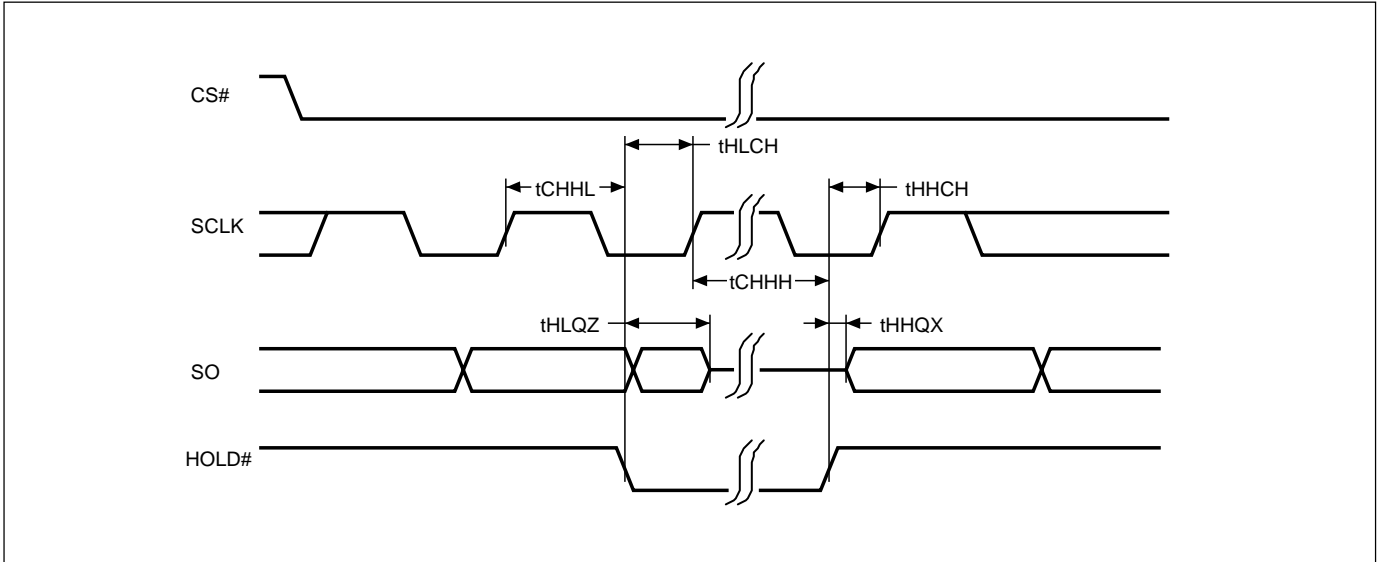 CS#
tHLCH
tCHHL
tHHCH
SCLK
tCHHH
tHLQZ
tHHQX
SO
HOLD#